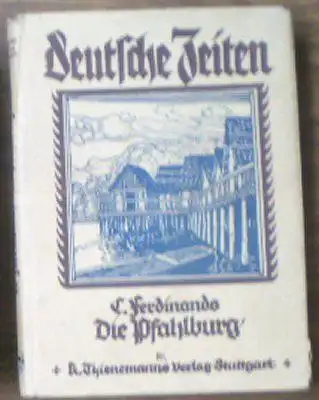 Deutsche Zeiten
C. Ferdinands
Die Pfahlburg
K. Thienemanns Verlag Stuttgart